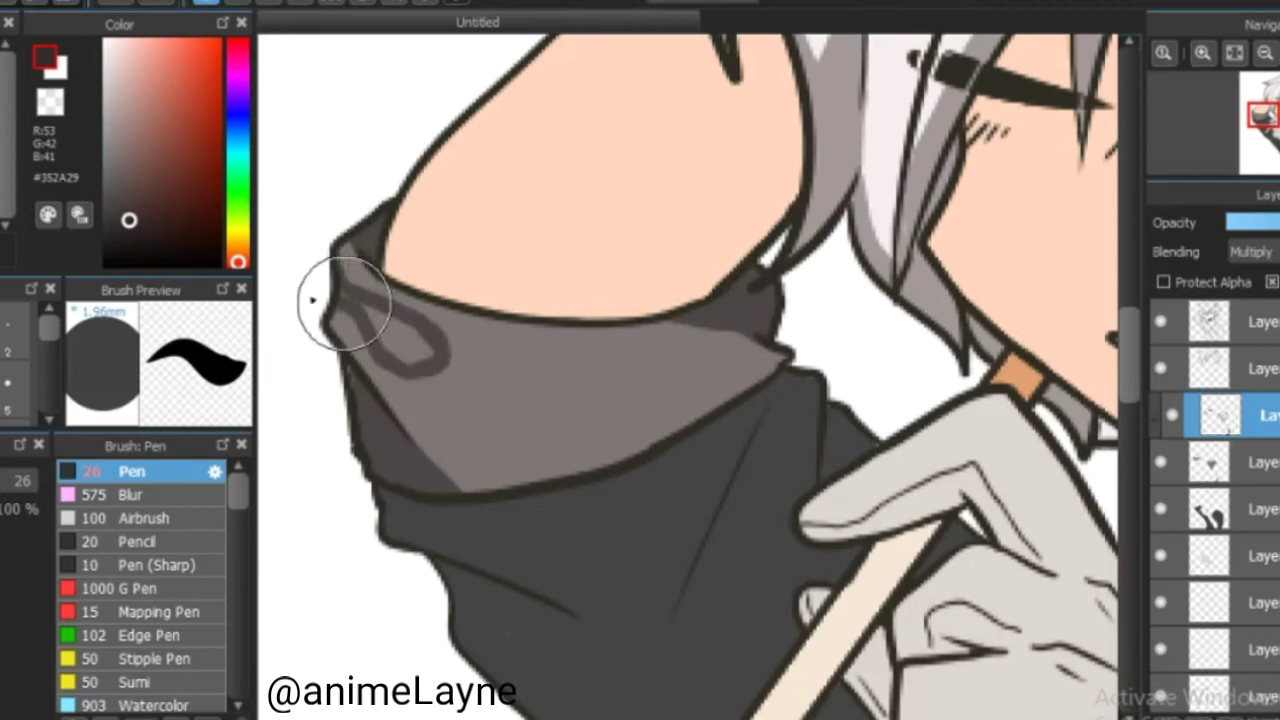 Untitled
Color
R:53
G:42
B:41
#352A29
Brush Preview
* 1.96mm
2
5
Brush: Pen
26
100 %
26 Pen
575 Blur
100 Airbrush
20 Pencil
10 Pen (Sharp)
1000 G Pen
15 Mapping Pen
102 Edge Pen
50 Stipple Pen
50 Sumi
903 Watercolor
@animeLayne
Naviga
Laye
Opacity
Blending Multiply
Protect Alpha
Laye
Laye
Lay
Laye
Laye
Laye
Laye
Laye
Laye
Activate Windows